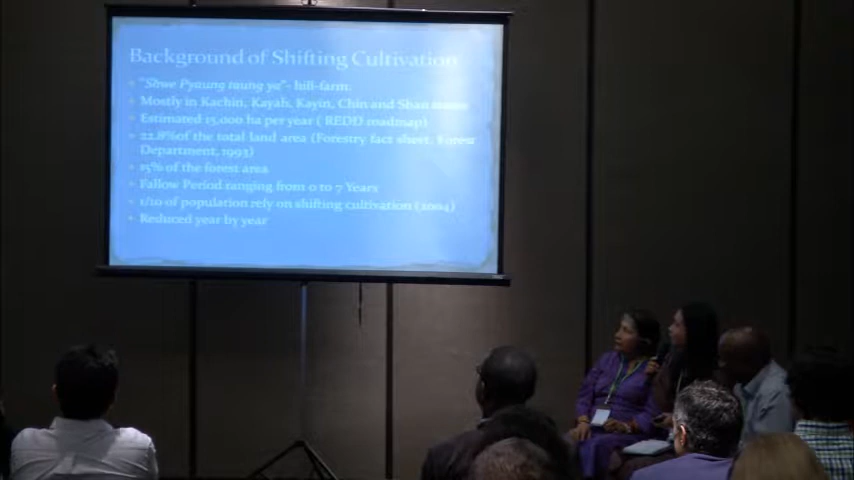 Background of Shifting Cultivation
"Shwe Pyaung taung ya"- hill-farm.
Mostly in Kachin, Kayah, Kayin, Chin and Shan states
Estimated 15,000 ha per year ( REDD roadmap)
22.8% of the total land area (Forestry fact sheet, Forest
Department, 1993)
15% of the forest area
Fallow Period ranging from 0 to 7 Years
1/10 of population rely on shifting cultivation (2004)
Reduced year by year